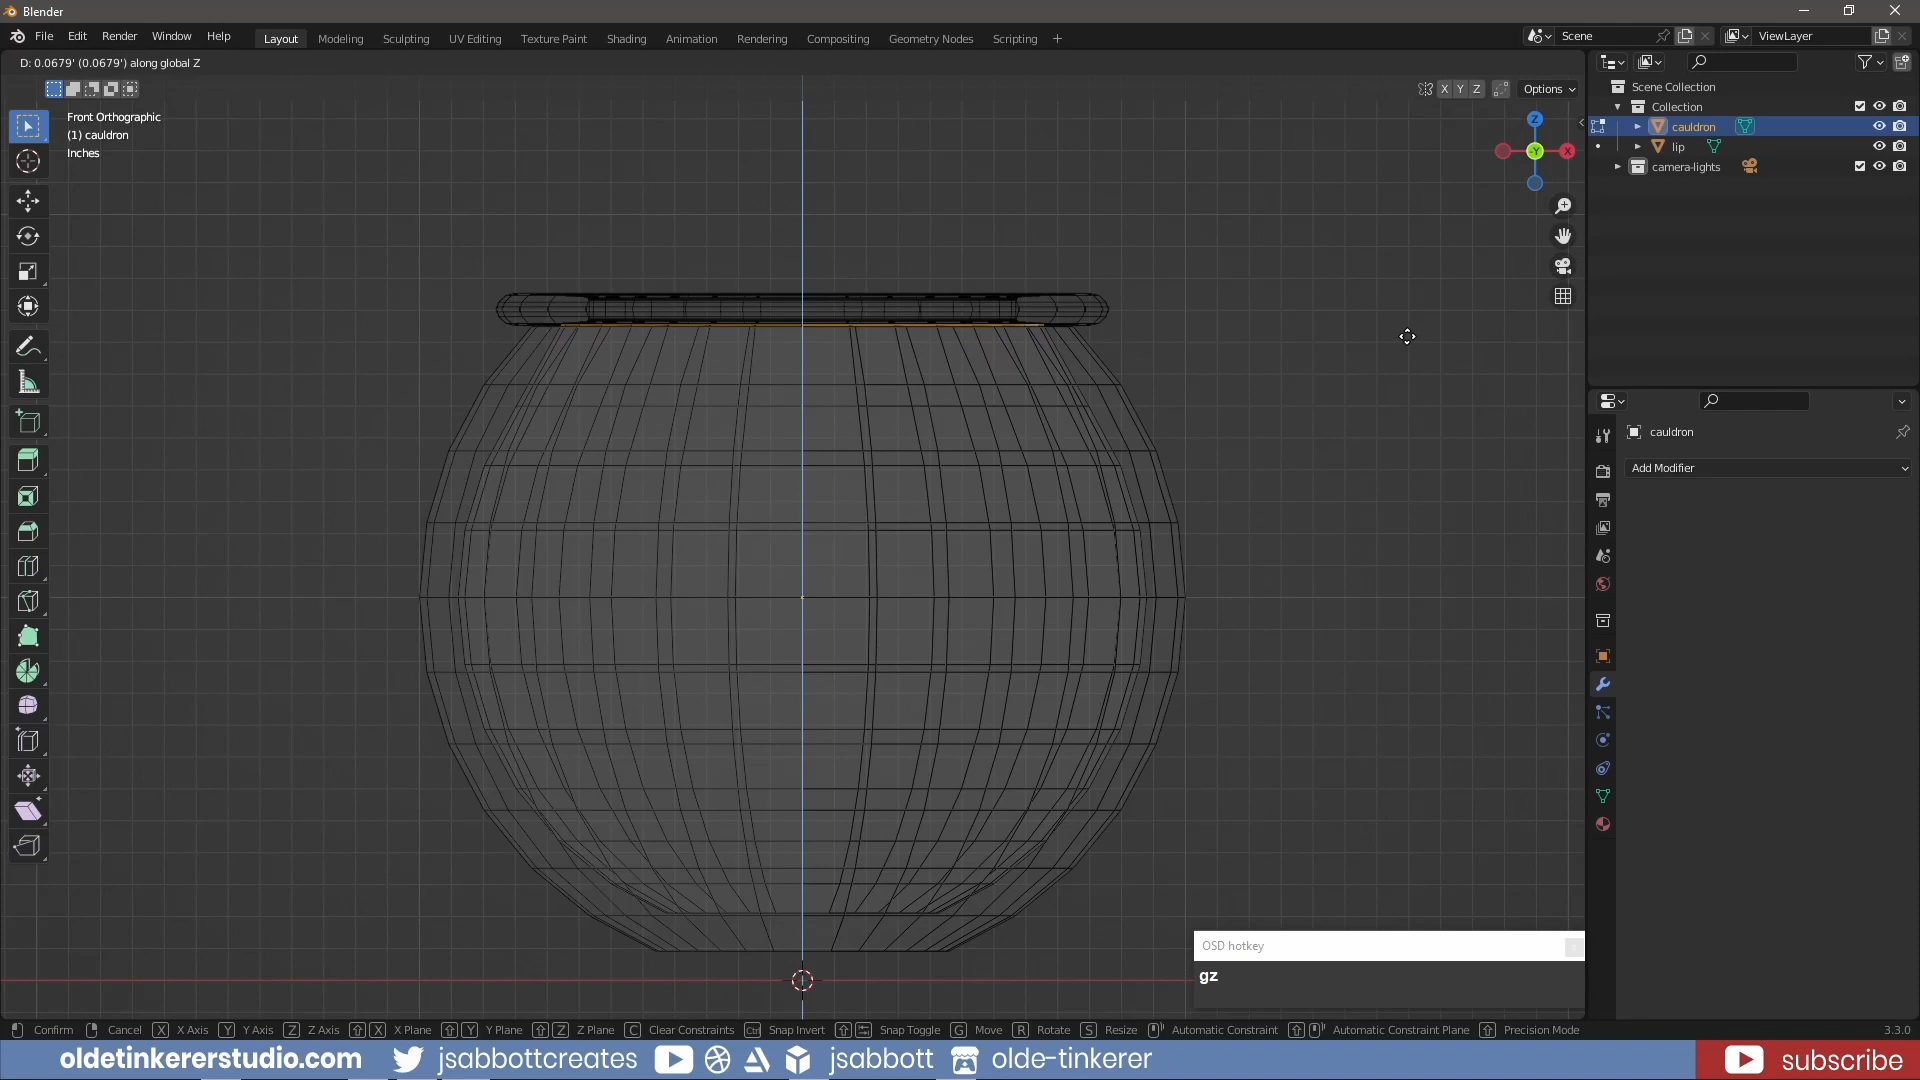 Blender
File Edit Render Window Help Layout Modeling Sculpting UV Editing Texture Paint Shading Animation Rendering Compositing Geometry Nodes Scripting + Scene ViewLayer
D: 0.0679' (0.0679') along global Z
X Y Z Options
Front Orthographic
(1) cauldron
Inches
Z
-Y X
Scene Collection
Collection
cauldron
lip
camera-lights
cauldron
Add Modifier
OSD hotkey
gz
Confirm Cancel X X Axis Y Y Axis Z Z Axis X X Plane Y Y Plane Z Z Plane C Clear Constraints Ctrl Snap Invert Snap Toggle G Move R Rotate S Resize Automatic Constraint Automatic Constraint Plane Precision Mode 3.3.0
oldetinkererstudio.com jsabbottcreates jsabbott olde-tinkerer subscribe